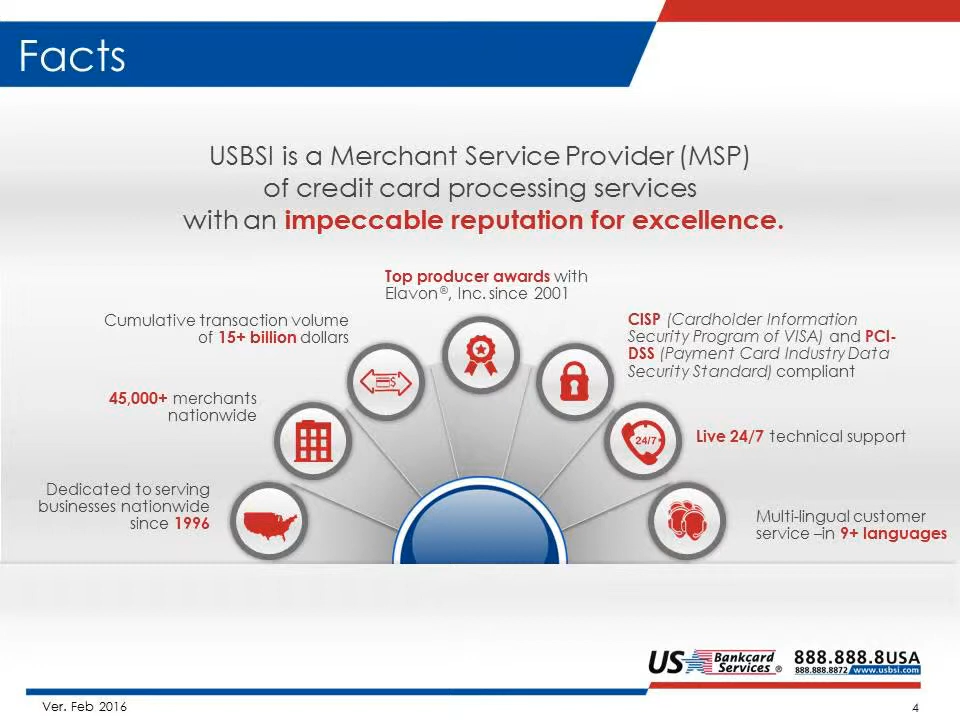 Facts
USBSI is a Merchant Service Provider (MSP)
of credit card processing services
with an impeccable reputation for excellence.
Top producer awards with
Elavon®, Inc. since 2001
Cumulative transaction volume
of 15+ billion dollars
CISP (Cardholder Information
Security Program of VISA) and PCI-
DSS (Payment Card Industry Data
Security Standard) compliant
45,000+ merchants
nationwide
$
24/7
Live 24/7 technical support
Dedicated to serving
businesses nationwide
since 1996
Multi-lingual customer
service –in 9+ languages
US Bankcard Services®
888.888.8USA
888.888.8872 www.usbsi.com
Ver. Feb 2016
4